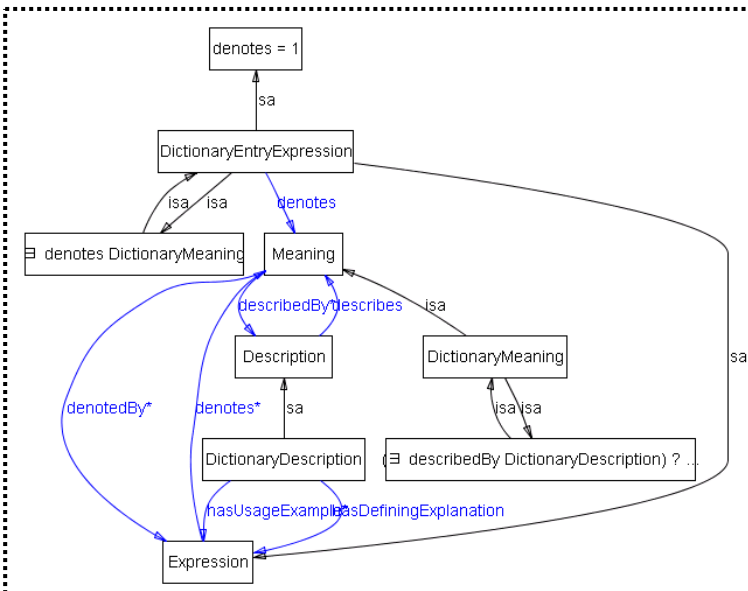 denotes = 1
sa
DictionaryEntryExpression
isa isa denotes
∃ denotes DictionaryMeaning
Meaning
describedBy* describes isa
Description
DictionaryMeaning
sa
denotedBy* denotes* sa isa isa
DictionaryDescription
(∃ describedBy DictionaryDescription) ? ...
hasUsageExample* hasDefiningExplanation
Expression